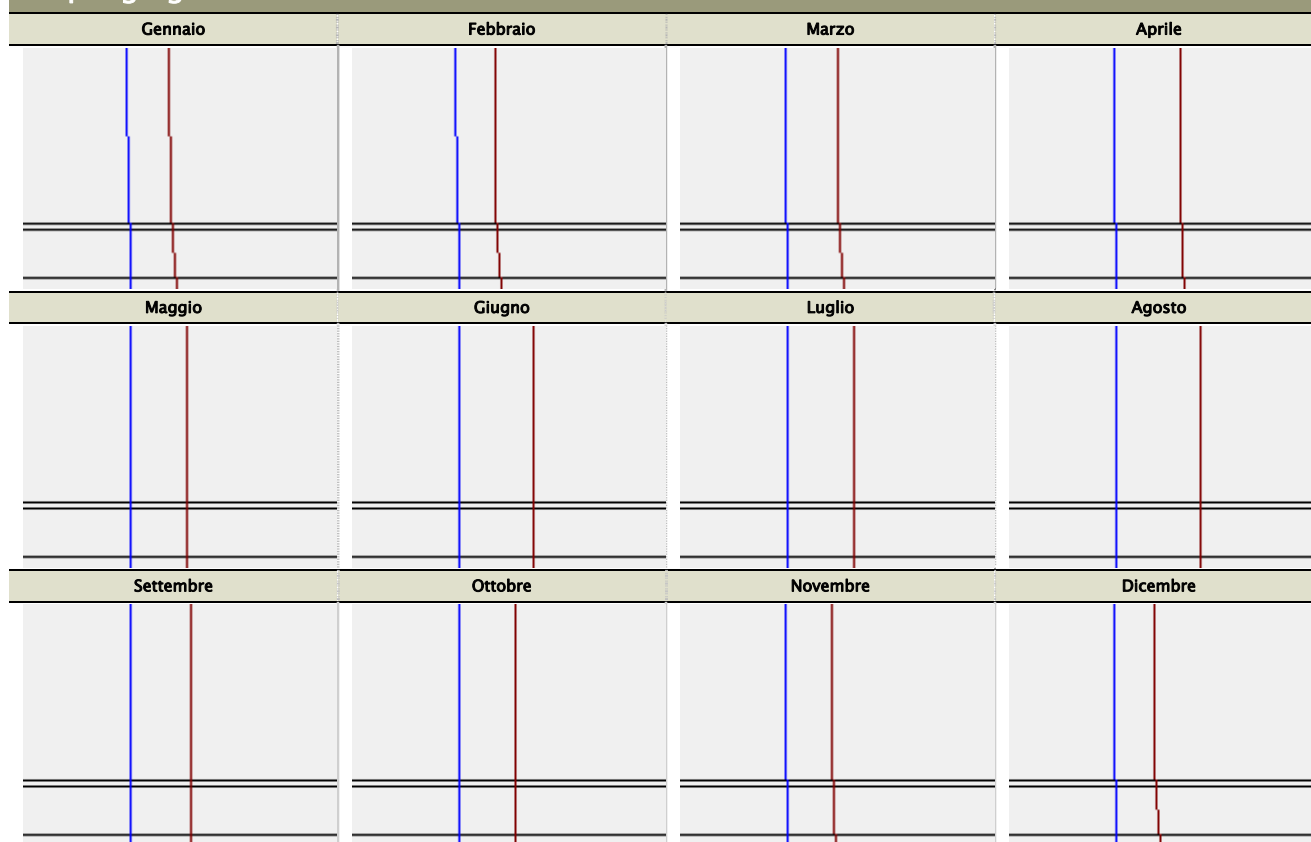 Gennaio Febbraio Marzo Aprile
Maggio Giugno Luglio Agosto
Settembre Ottobre Novembre Dicembre